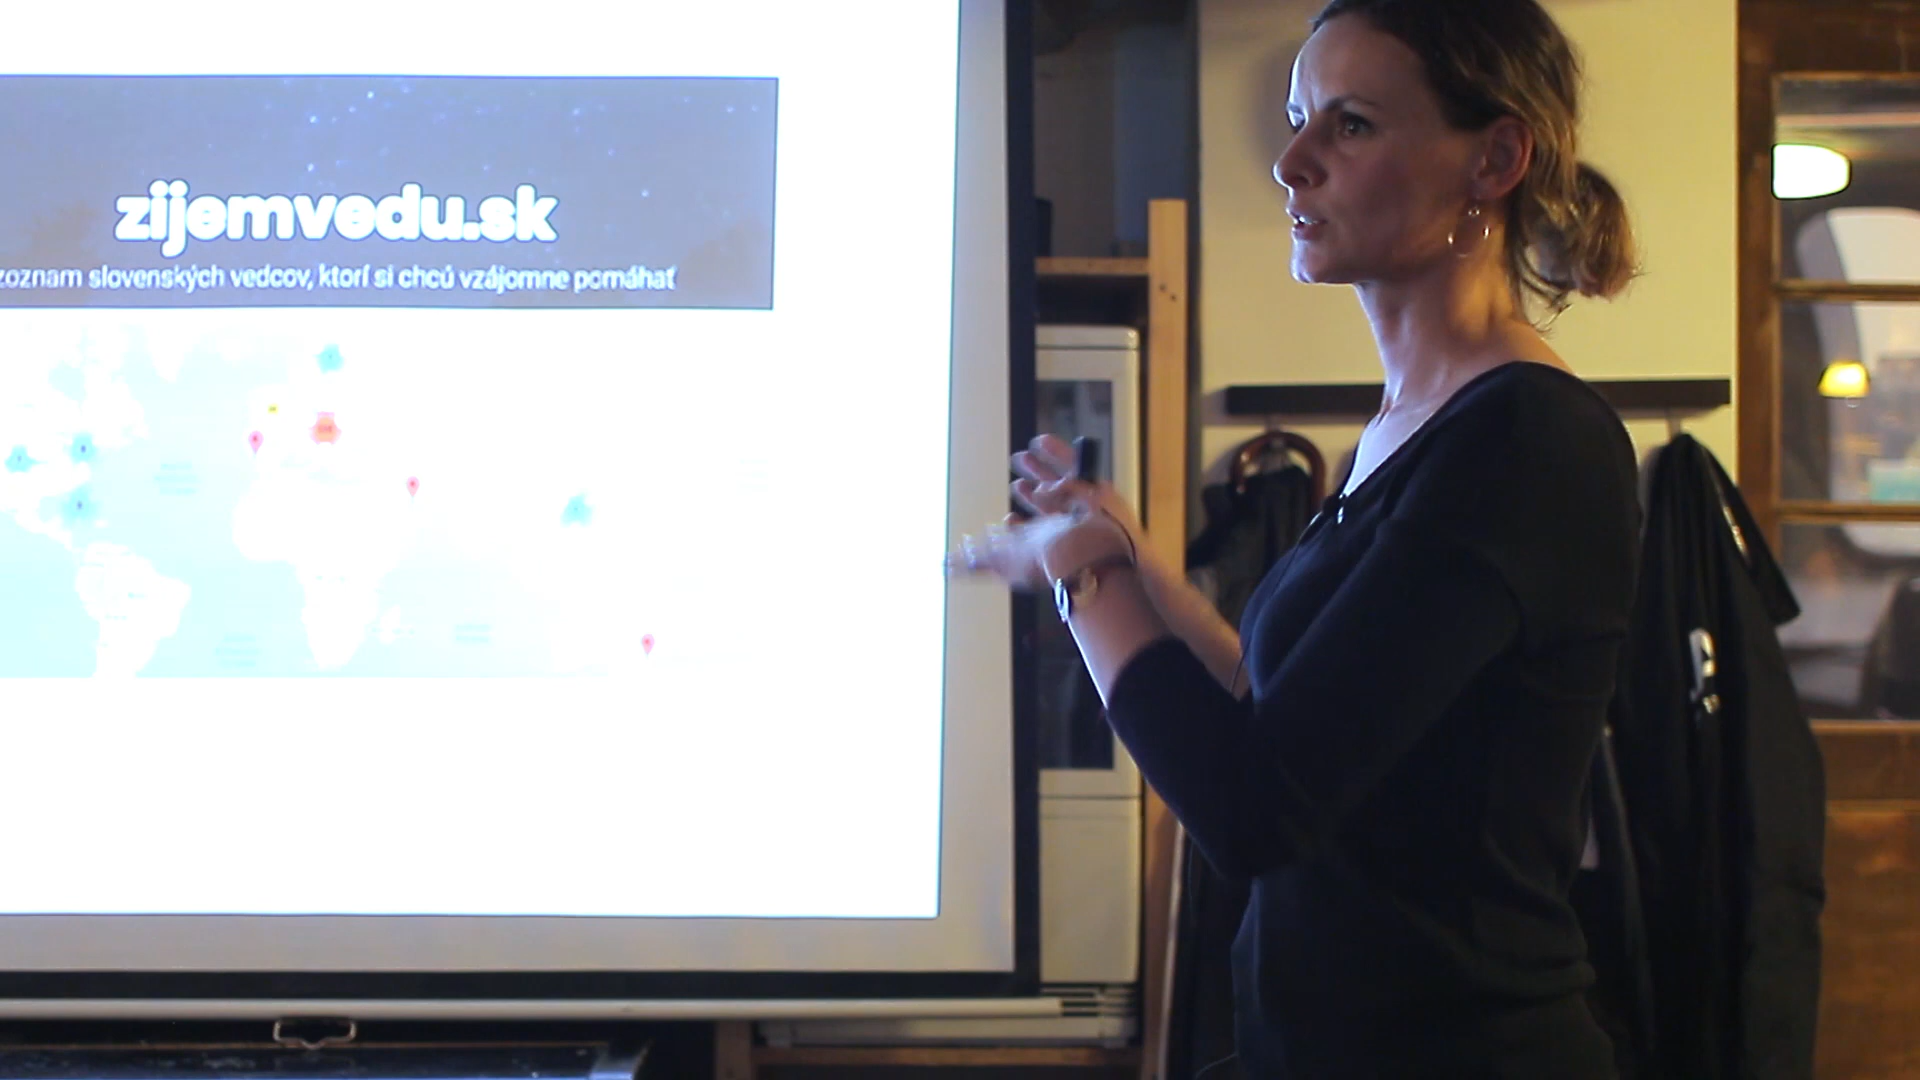 zijemvedu.sk
zoznam slovenských vedcov, ktorí si chcú vzájomne pomáhať